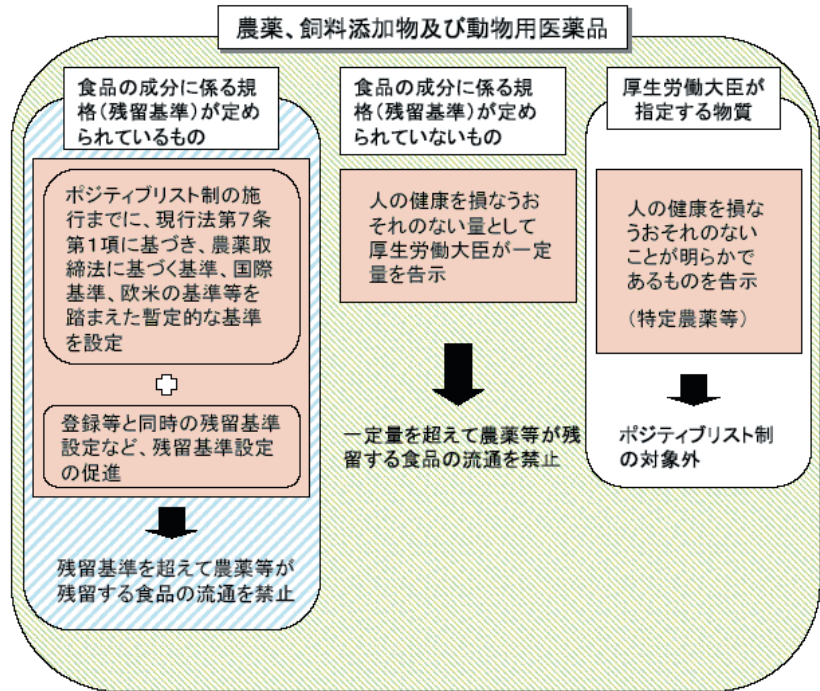 農薬、飼料添加物及び動物用医薬品
食品の成分に係る規
格(残留基準)が定め
られているもの
ポジティブリスト制の施
行までに、現行法第7条
第1項に基づき、農薬取
締法に基づく基準、国際
基準、欧米の基準等を
踏まえた暫定的な基準
を設定
登録等と同時の残留基準
設定など、残留基準設定
の促進
残留基準を超えて農薬等が
残留する食品の流通を禁止
食品の成分に係る規
格(残留基準)が定め
られていないもの
人の健康を損なうお
それのない量として
厚生労働大臣が一定
量を告示
一定量を超えて農薬等が残
留する食品の流通を禁止
厚生労働大臣が
指定する物質
人の健康を損な
うおそれのない
ことが明らかで
あるものを告示
(特定農薬等)
ポジティブリスト制
の対象外